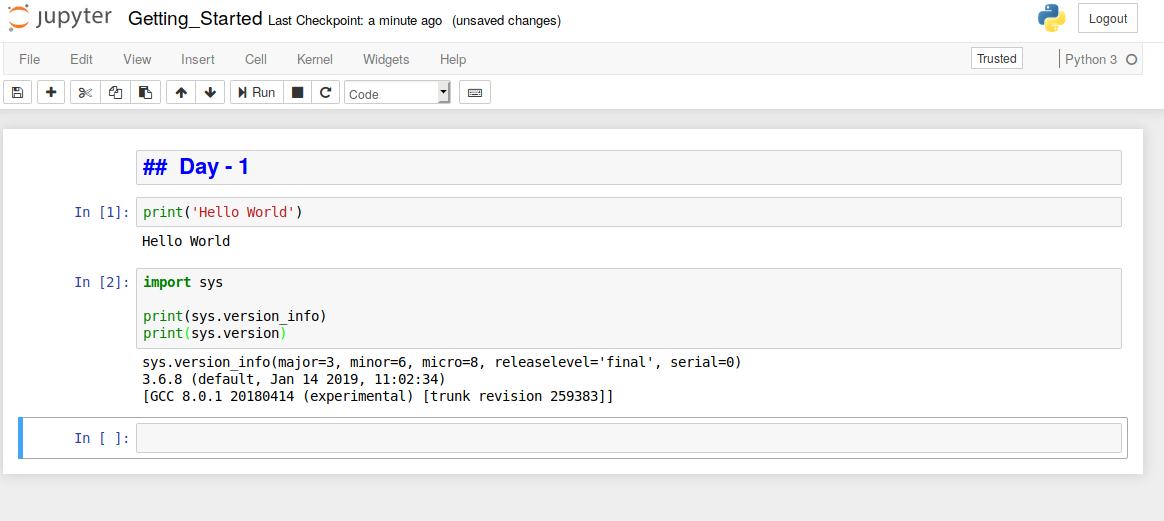 jupyter Getting_Started Last Checkpoint: a minute ago (unsaved changes) Logout
File Edit View Insert Cell Kernel Widgets Help Trusted Python 3
Run Code
## Day - 1
In [1]: print('Hello World')
Hello World
In [2]: import sys
print(sys.version_info)
print(sys.version)
sys.version_info(major=3, minor=6, micro=8, releaselevel='final', serial=0)
3.6.8 (default, Jan 14 2019, 11:02:34)
[GCC 8.0.1 20180414 (experimental) [trunk revision 259383]]
In [ ]: